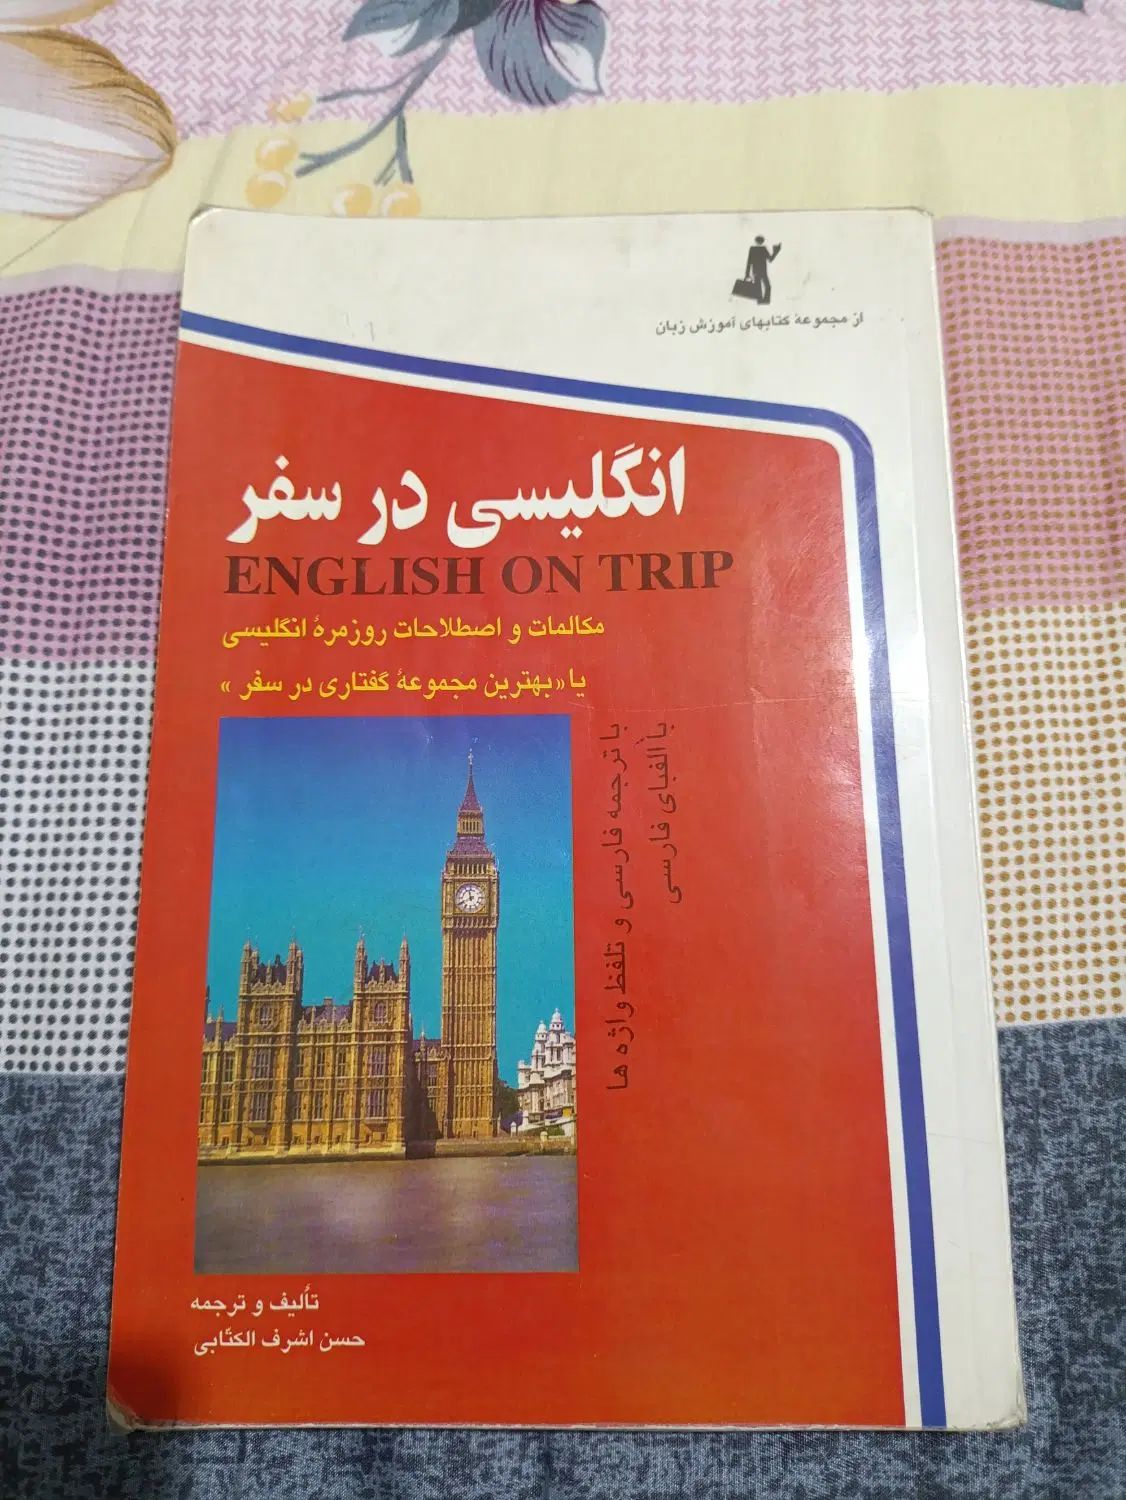 از مجموعهٔ کتابهای آموزش زبان
انگلیسی در سفر
ENGLISH ON TRIP
مکالمات و اصطلاحات روزمرهٔ انگلیسی
یا «بهترین مجموعهٔ گفتاری در سفر»
با ترجمه فارسی و تلفظ واژه ها
با الفبای فارسی
تألیف و ترجمه
حسن اشرف الکتّابی